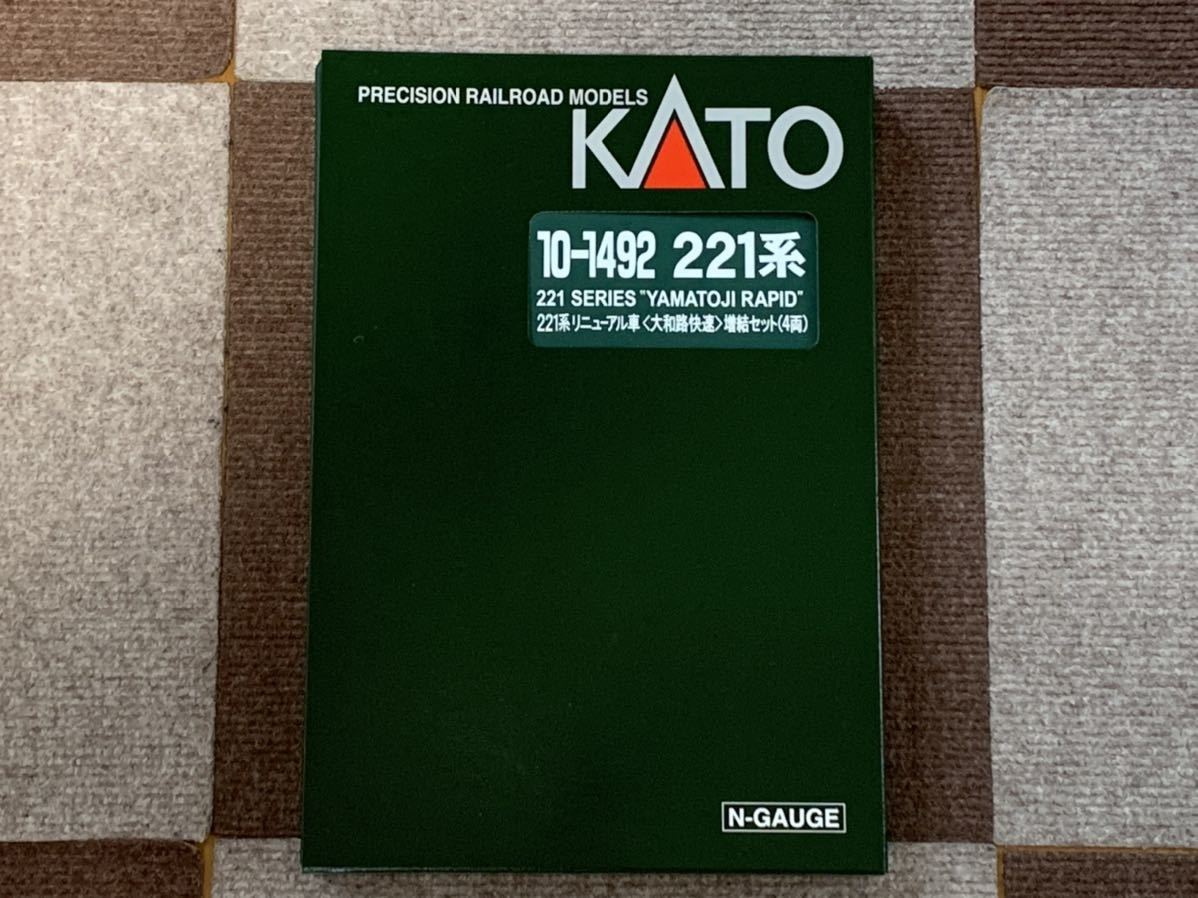 PRECISION RAILROAD MODELS
KATO
10-1492 221系
221 SERIES "YAMATOJI RAPID"
221系リニューアル車〈大和路快速〉増結セット(4両)
N-GAUGE